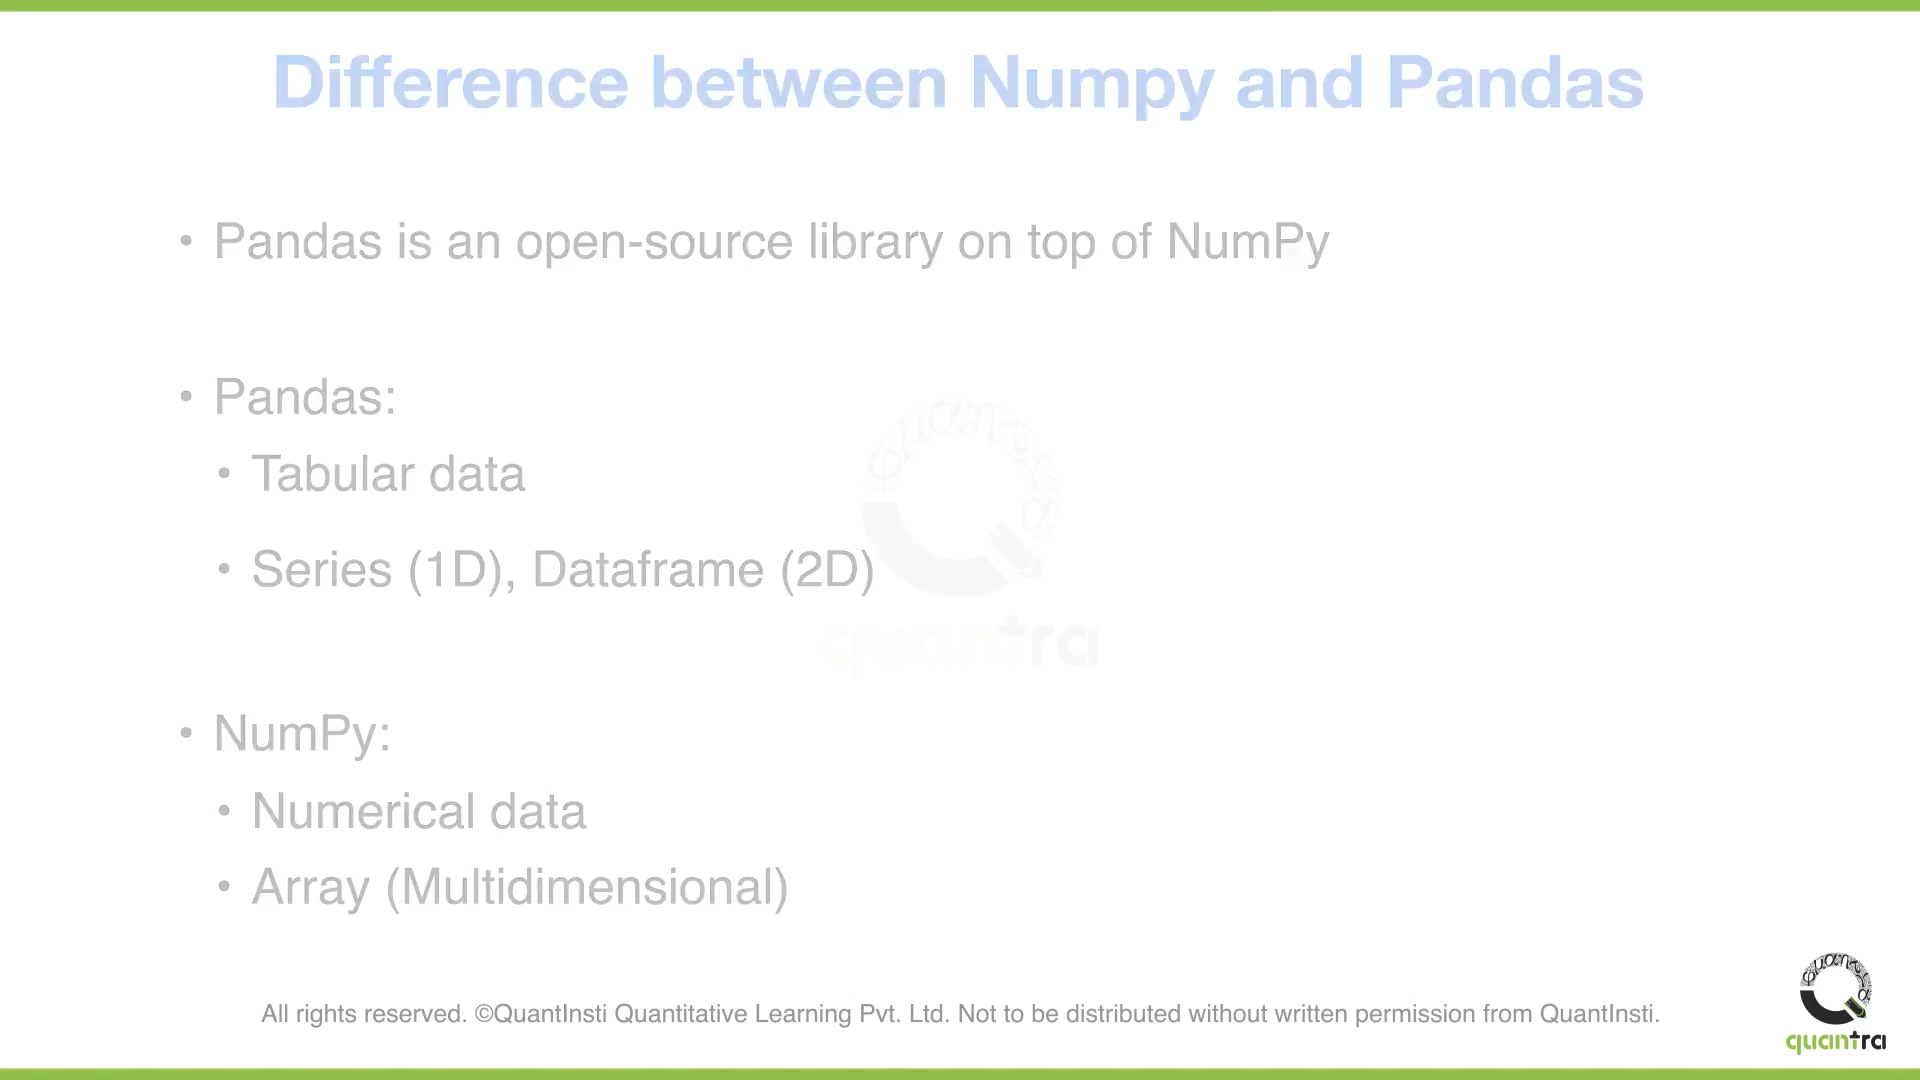 Difference between Numpy and Pandas
• Pandas is an open-source library on top of NumPy
• Pandas:
• Tabular data
• Series (1D), Dataframe (2D)
quantra
• NumPy:
• Numerical data
• Array (Multidimensional)
All rights reserved. ©QuantInsti Quantitative Learning Pvt. Ltd. Not to be distributed without written permission from QuantInsti.
quantra